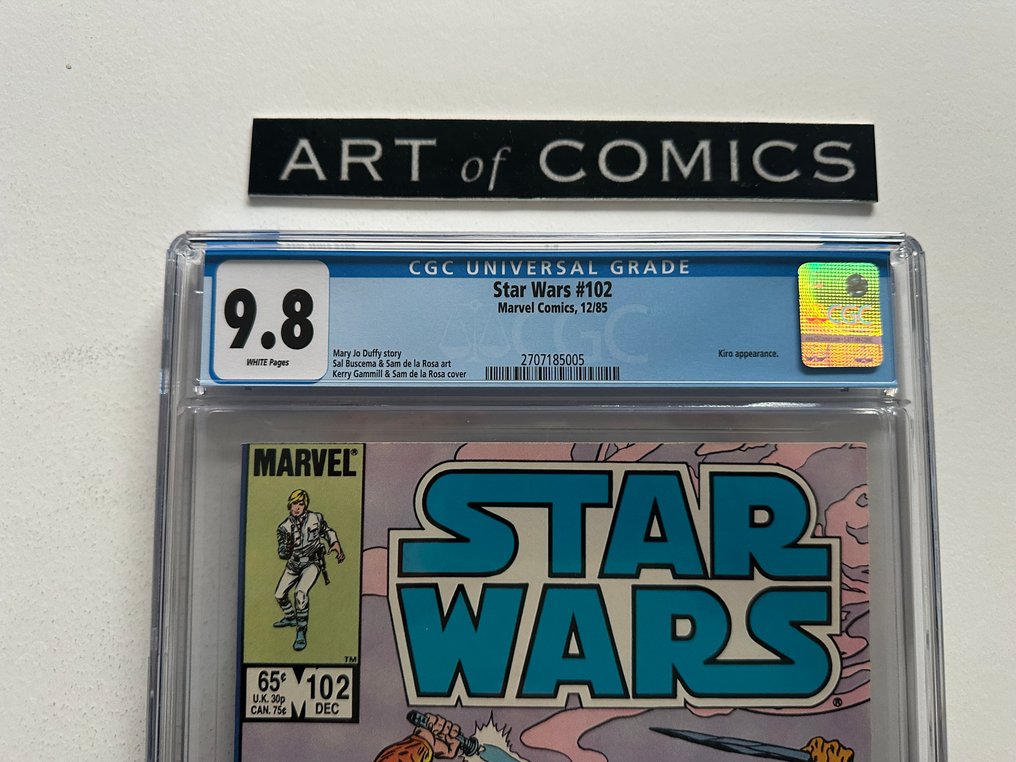 ART of COMICS
CGC UNIVERSAL GRADE
9.8
WHITE Pages
Star Wars #102
Marvel Comics, 12/85
Mary Jo Duffy story
Sal Buscema & Sam de la Rosa art
Kerry Gammill & Sam de la Rosa cover
2707185005
Kiro appearance.
CGC
CGC
MARVEL®
STAR
WARS®
TM
65¢
U.K. 30p
CAN. 75¢
102
DEC